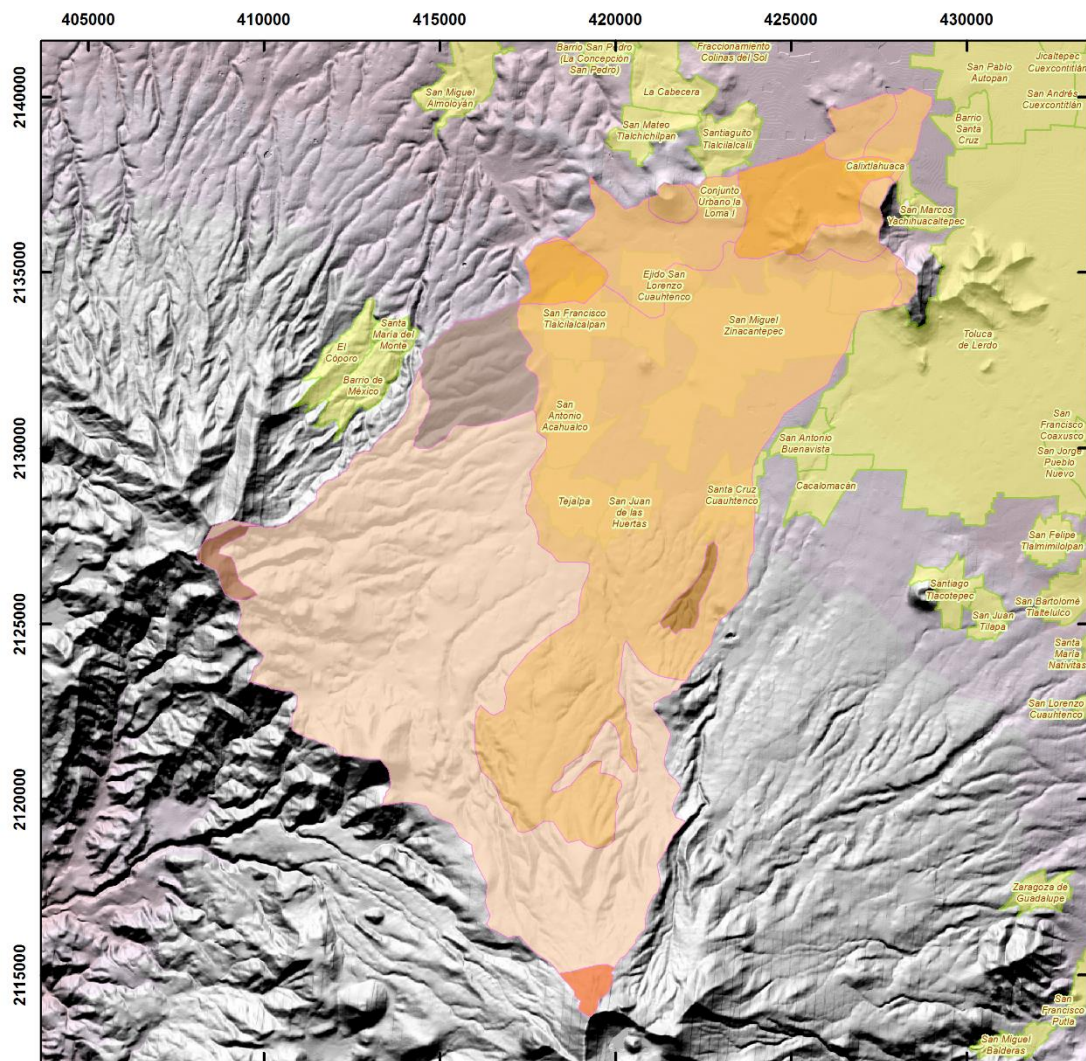 405000
410000
415000
420000
425000
430000
2140000
2135000
2130000
2125000
2120000
2115000
Barrio San Pedro
(La Concepción
San Pedro)
Fraccionamiento
Colinas del Sol
San Pablo
Autopan
Jicaltepec
Cuexcontitlán
San Miguel
Almoloyán
La Cabecera
San Andrés
Cuexcontitlán
San Mateo
Tlalchichilpan
Santiaguito
Tlalcilalcalli
Barrio
Santa
Cruz
Calixtlahuaca
Conjunto
Urbano la
Loma I
San Marcos
Yachihuacaltepec
Ejido San
Lorenzo
Cuauhtenco
San Francisco
Tlalcilalcalpan
San Miguel
Zinacantepec
Santa
María del
Monte
El
Cóporo
Barrio de
México
Toluca
de Lerdo
San
Antonio
Acahualco
San Antonio
Buenavista
San
Francisco
Coaxusco
San Jorge
Pueblo
Nuevo
Cacalomacán
Tejalpa
San Juan
de las
Huertas
Santa Cruz
Cuauhtenco
San Felipe
Tlalmimilolpan
Santiago
Tlacotepec
San Juan
Tilapa
San Bartolomé
Tlaltelulco
Santa
María
Nativitas
San Lorenzo
Cuauhtenco
Zaragoza de
Guadalupe
San
Francisco
Putla
San Miguel
Balderas